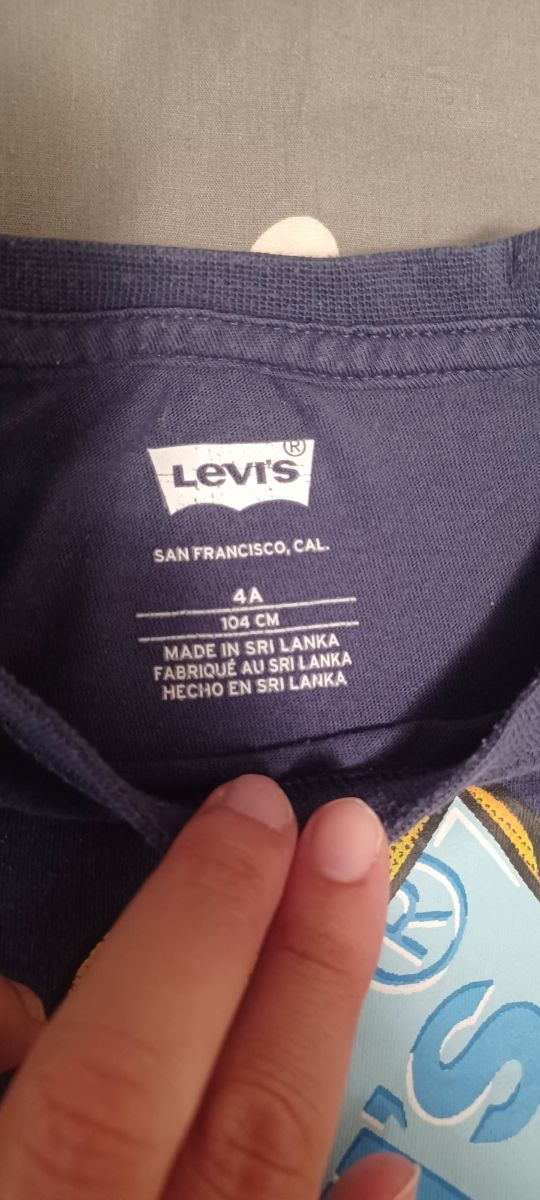 Levi's®
SAN FRANCISCO, CAL.
4A
104 CM
MADE IN SRI LANKA
FABRIQUÉ AU SRI LANKA
HECHO EN SRI LANKA
®
's